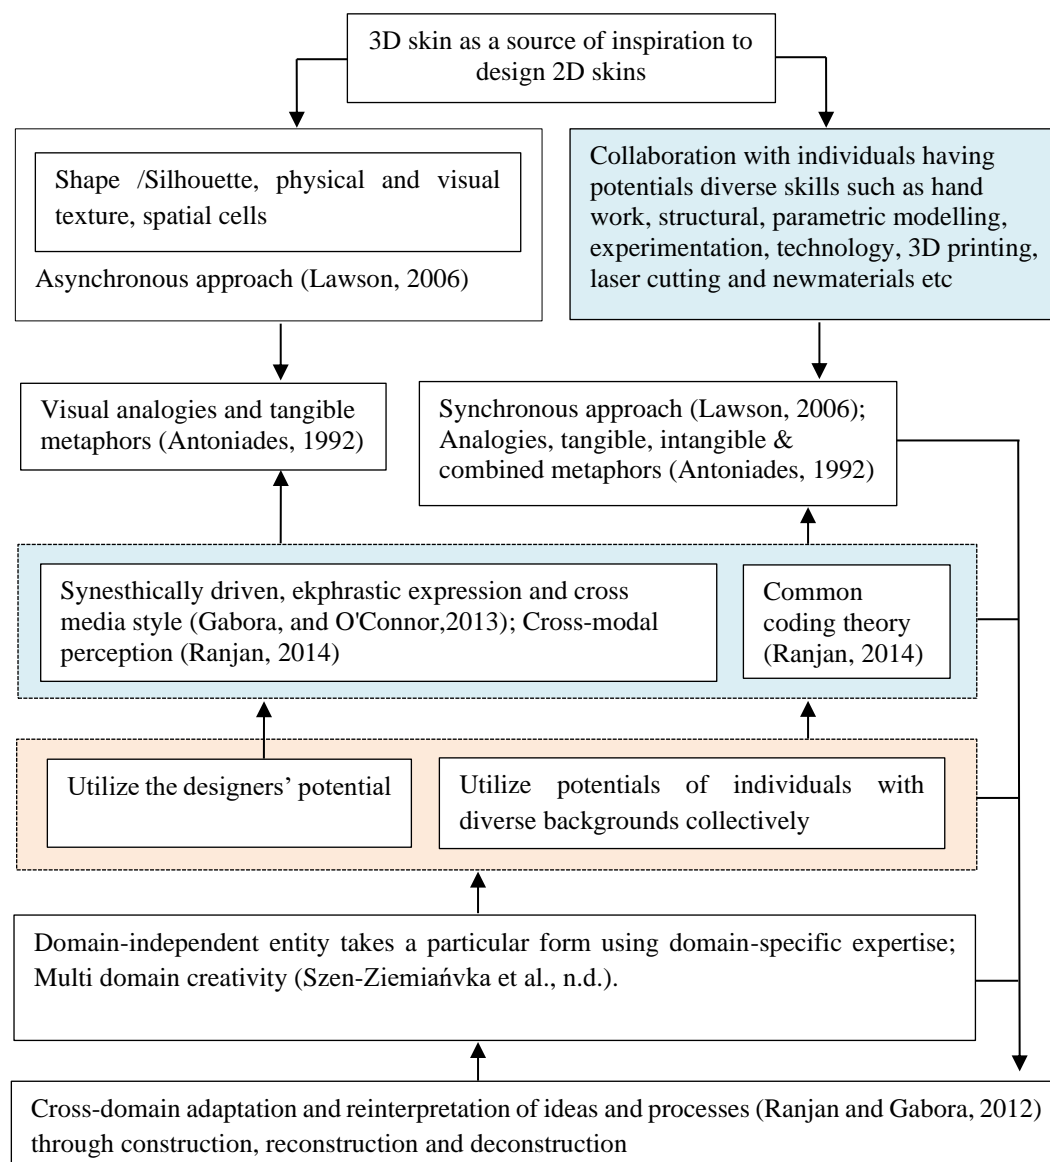 3D skin as a source of inspiration to
design 2D skins
Shape /Silhouette, physical and visual
texture, spatial cells
Asynchronous approach (Lawson, 2006)
Collaboration with individuals having
potentials diverse skills such as hand
work, structural, parametric modelling,
experimentation, technology, 3D printing,
laser cutting and newmaterials etc
Visual analogies and tangible
metaphors (Antoniades, 1992)
Synchronous approach (Lawson, 2006);
Analogies, tangible, intangible &
combined metaphors (Antoniades, 1992)
Synesthically driven, ekphrastic expression and cross
media style (Gabora, and O'Connor,2013); Cross-modal
perception (Ranjan, 2014)
Common
coding theory
(Ranjan, 2014)
Utilize the designers’ potential
Utilize potentials of individuals with
diverse backgrounds collectively
Domain-independent entity takes a particular form using domain-specific expertise;
Multi domain creativity (Szen-Ziemiańvka et al., n.d.).
Cross-domain adaptation and reinterpretation of ideas and processes (Ranjan and Gabora, 2012)
through construction, reconstruction and deconstruction